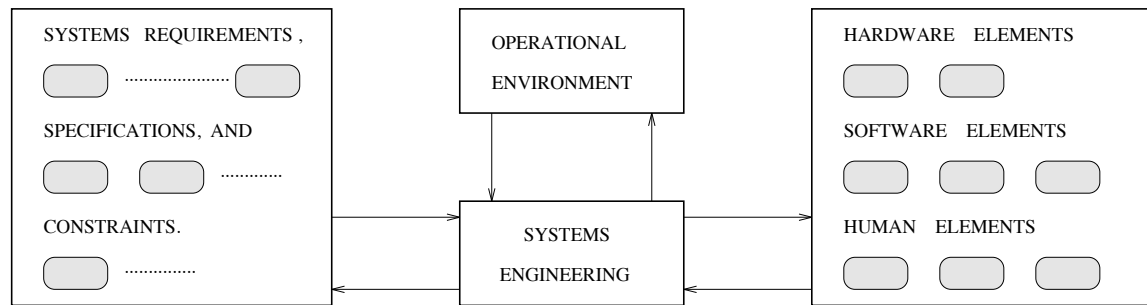 SYSTEMS REQUIREMENTS ,
SPECIFICATIONS, AND
CONSTRAINTS.
OPERATIONAL
ENVIRONMENT
SYSTEMS
ENGINEERING
HARDWARE ELEMENTS
SOFTWARE ELEMENTS
HUMAN ELEMENTS